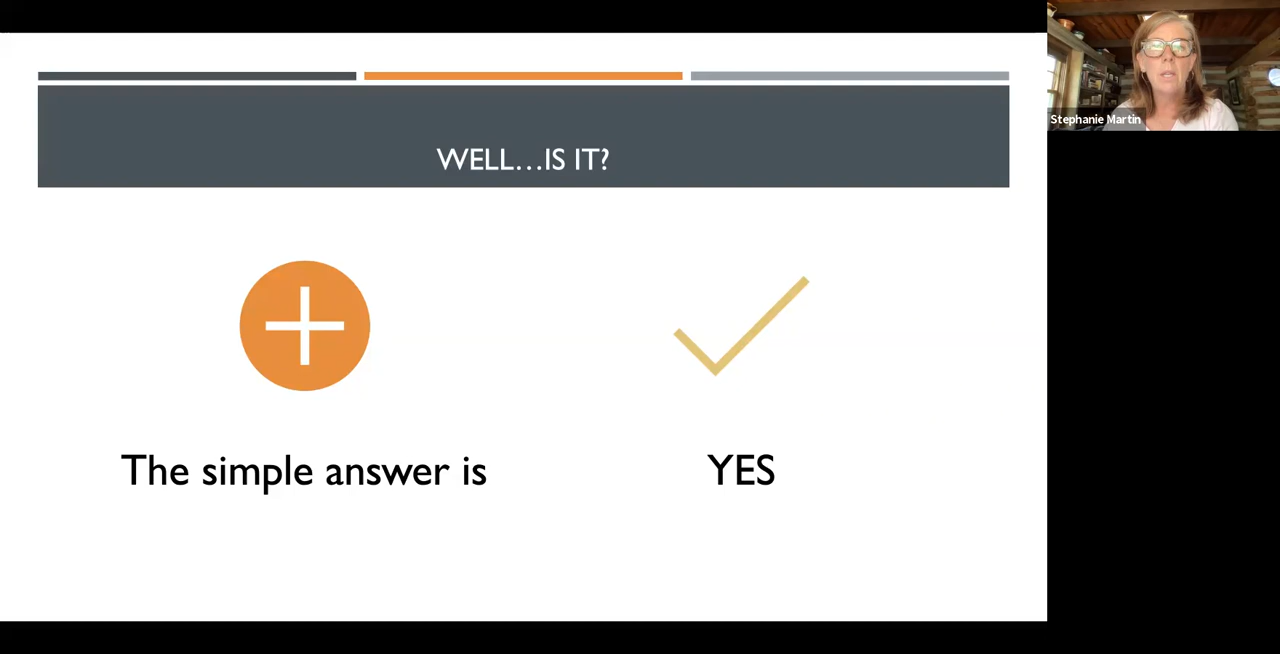 WELL…IS IT?
The simple answer is
YES
Stephanie Martin